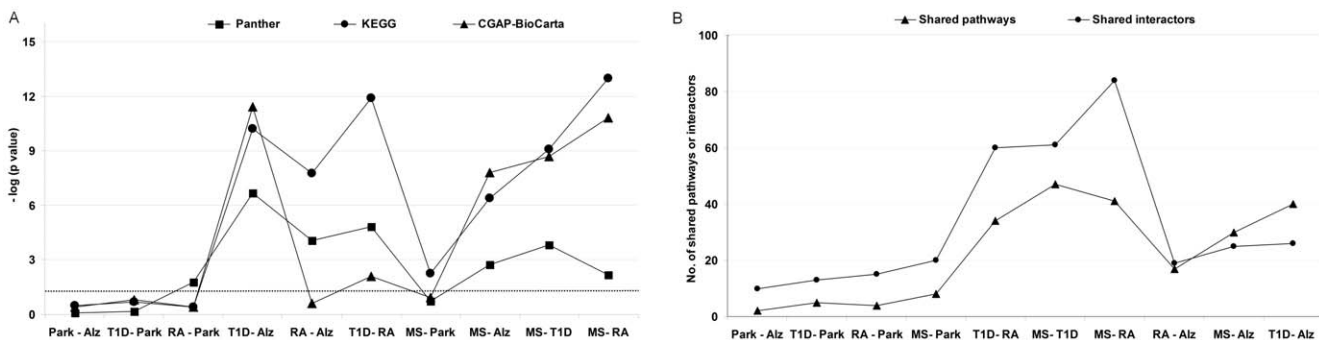 A
Panther KEGG CGAP-BioCarta
- log (p value)
15
12
9
6
3
0
Park - Alz T1D- Park RA - Park T1D- Alz RA - Alz T1D- RA MS- Park MS- Alz MS- T1D MS- RA
B
Shared pathways Shared interactors
No. of shared pathways or interactors
100
80
60
40
20
0
Park - Alz T1D- Park RA - Park MS- Park T1D- RA MS- T1D MS- RA RA - Alz MS- Alz T1D- Alz